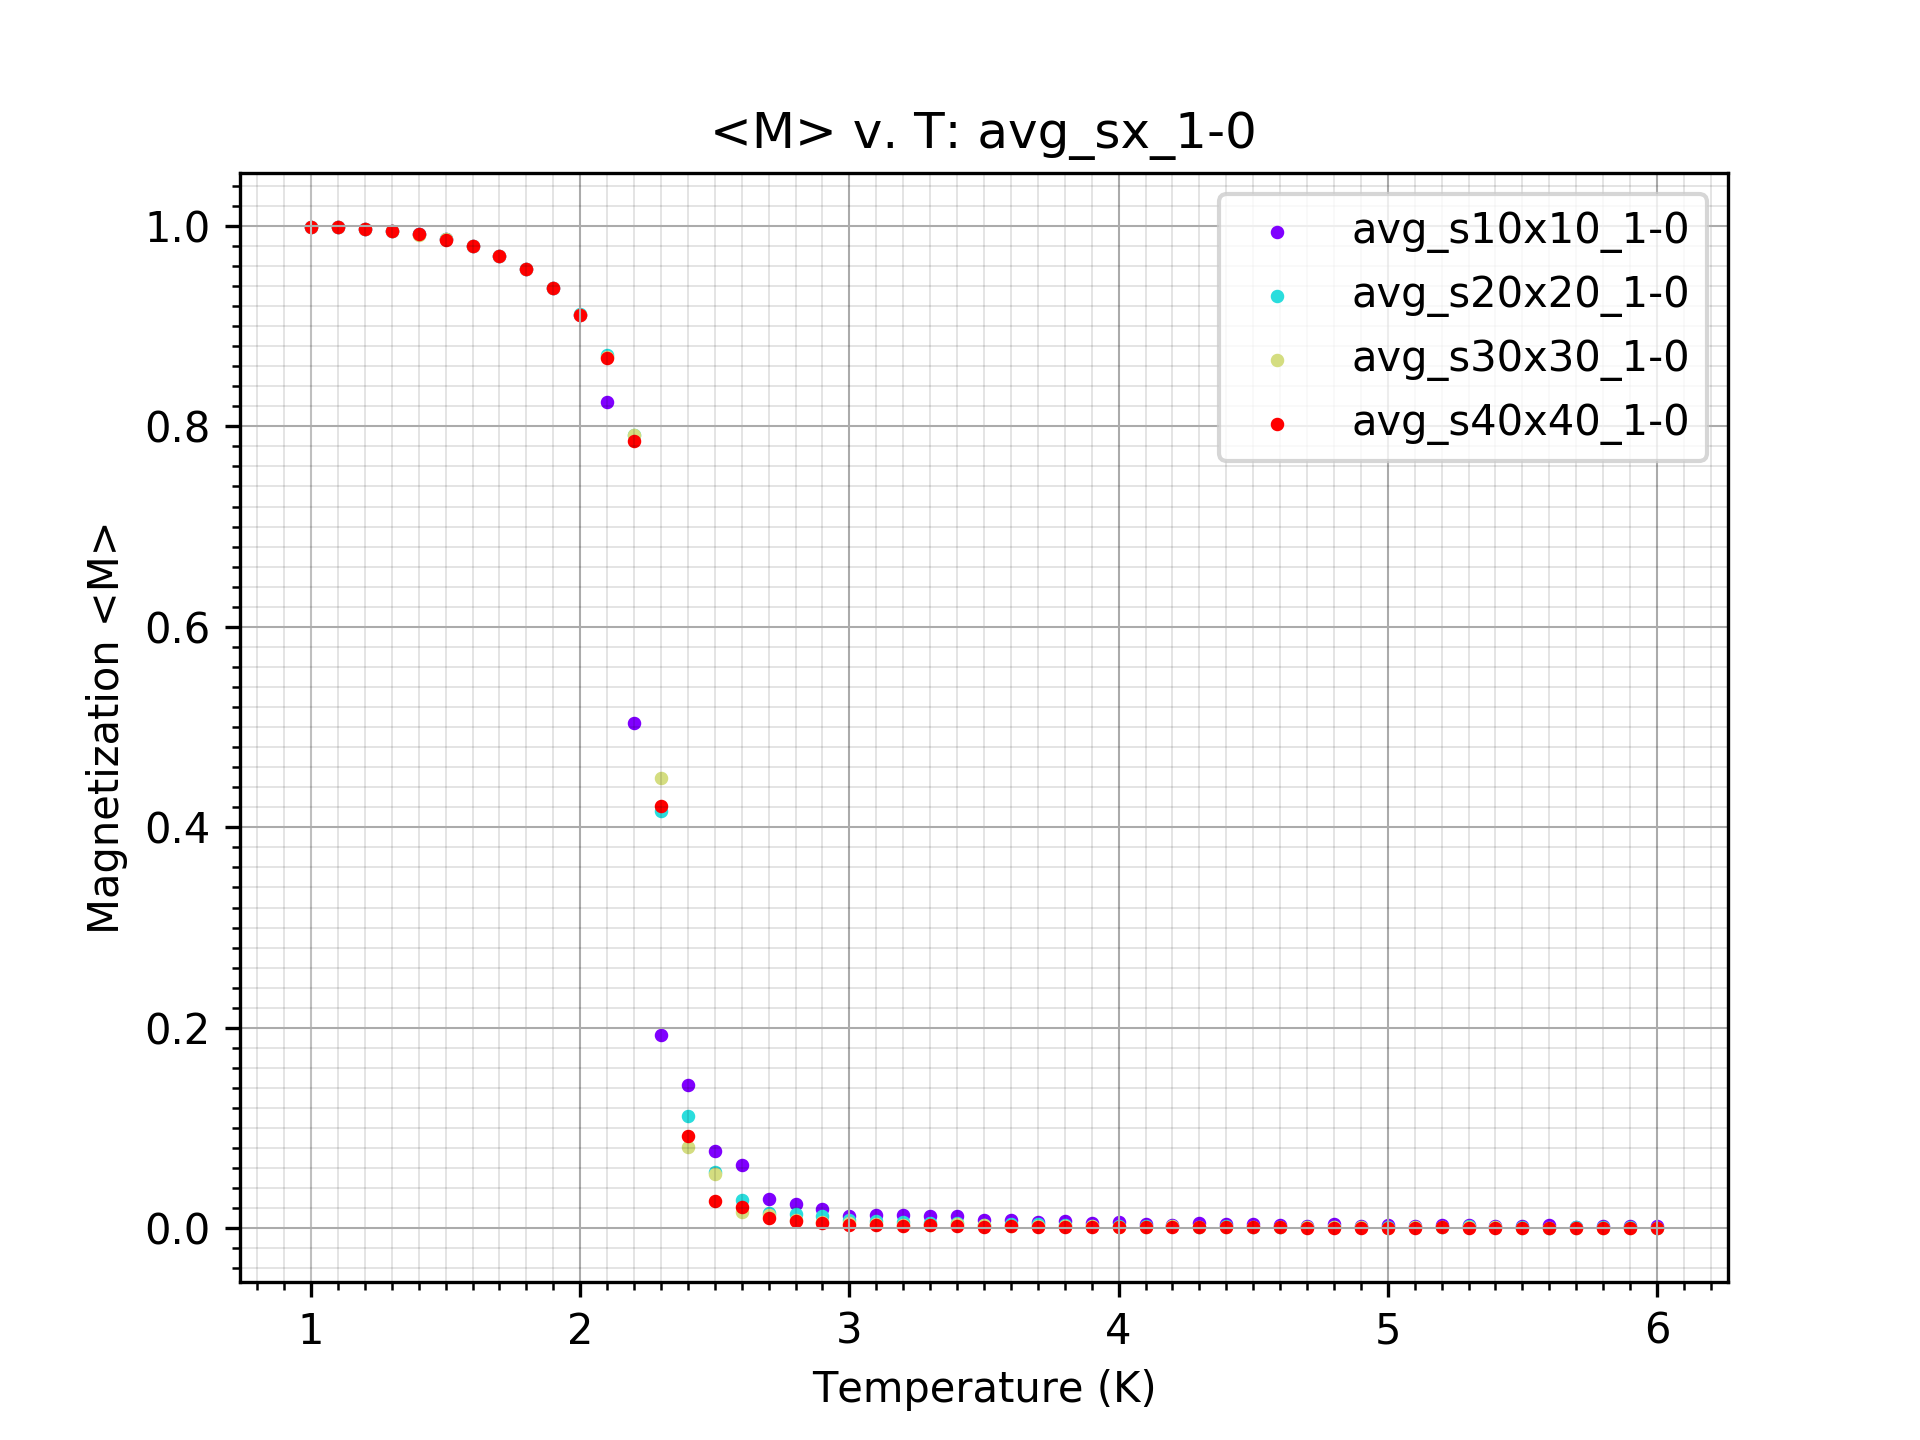 <M> v. T: avg_sx_1-0
avg_s10x10_1-0
avg_s20x20_1-0
avg_s30x30_1-0
avg_s40x40_1-0
Magnetization <M>
1.0
0.8
0.6
0.4
0.2
0.0
1 2 3 4 5 6
Temperature (K)